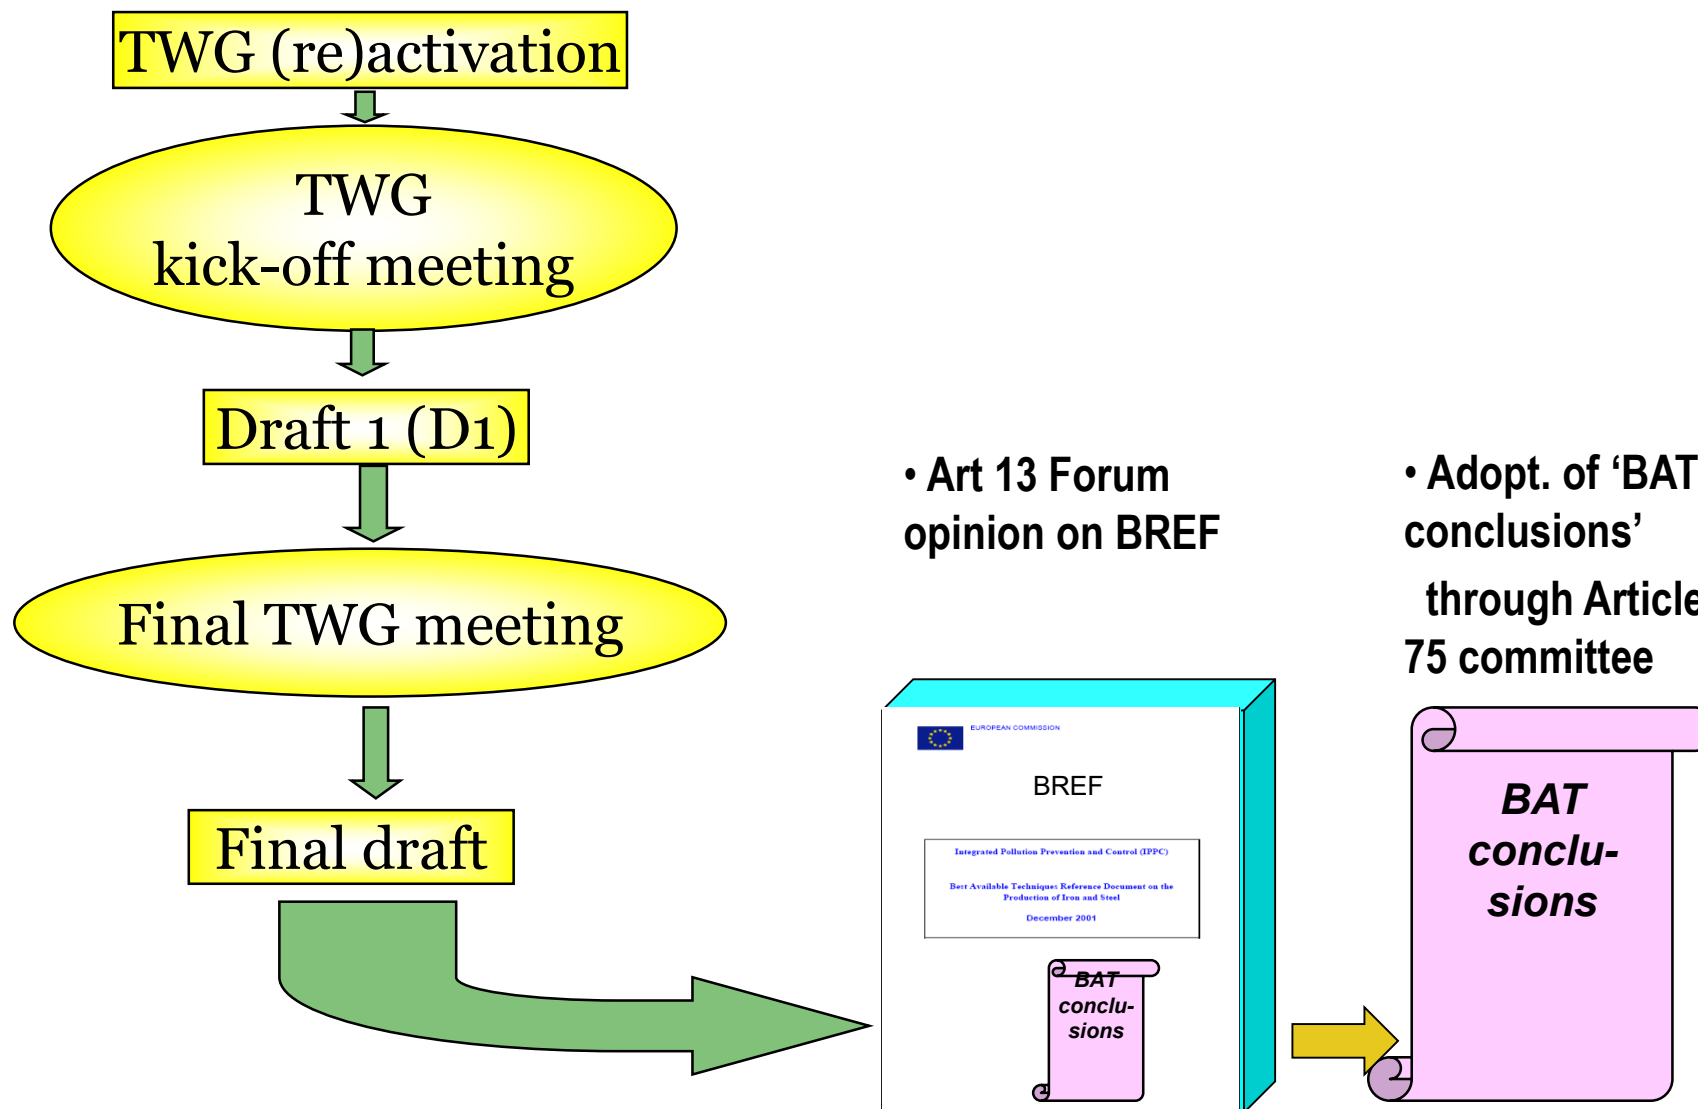 TWG (re)activation
TWG
kick-off meeting
Draft 1 (D1)
Final TWG meeting
Final draft
• Art 13 Forum
opinion on BREF
EUROPEAN COMMISSION
BREF
Integrated Pollution Prevention and Control (IPPC)
Best Available Techniques Reference Document on the
Production of Iron and Steel
December 2001
BAT
conclu-
sions
• Adopt. of ‘BAT
conclusions’
through Article
75 committee
BAT
conclu-
sions